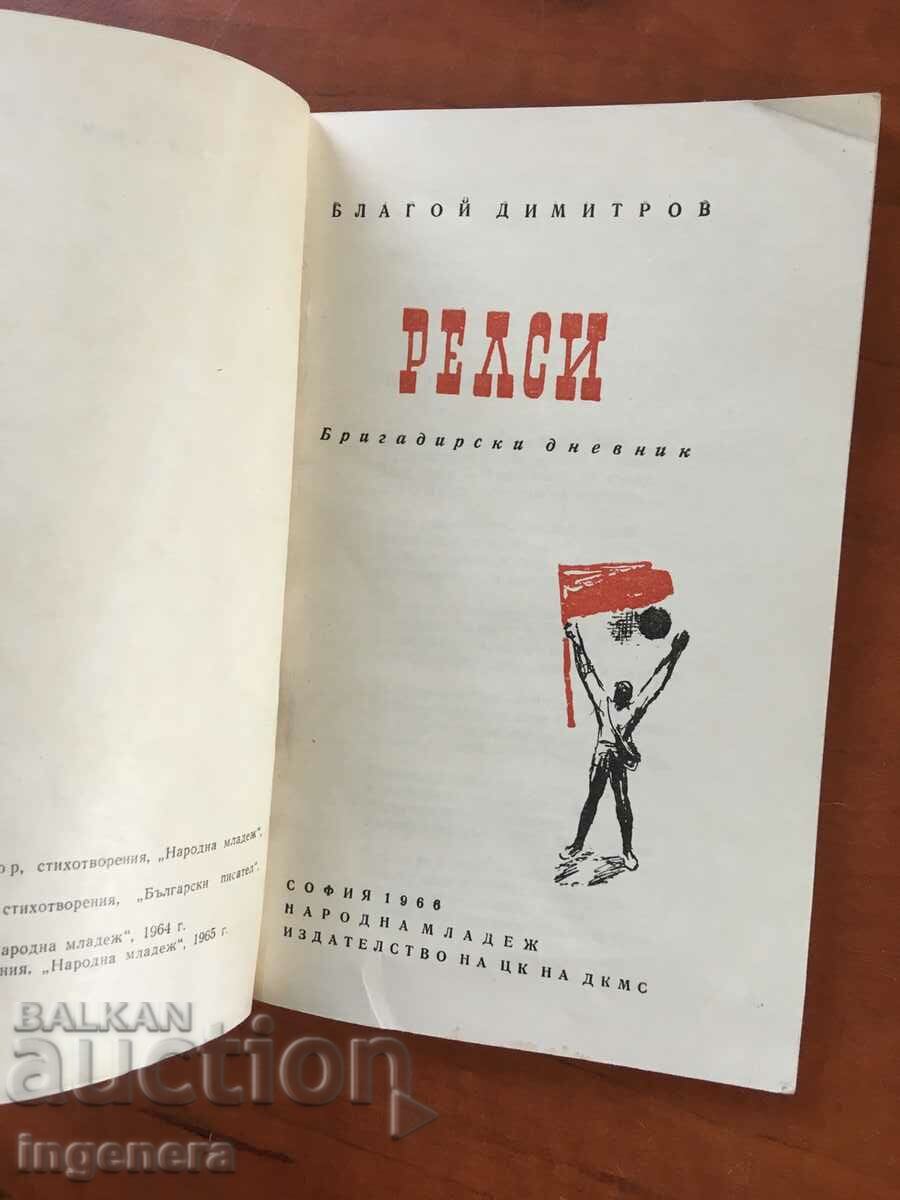 БЛАГОЙ ДИМИТРОВ
РЕЛСИ
Бригадирски дневник
СОФИЯ 1966
НАРОДНА МЛАДЕЖ
ИЗДАТЕЛСТВО НА ЦК НА ДКМС
стихотворения, „Народна младеж“,
стихотворения, „Български писател“.
младеж“, 1964 г.
„Народна младеж“, 1965 г.
BALKAN
auction
ingenera